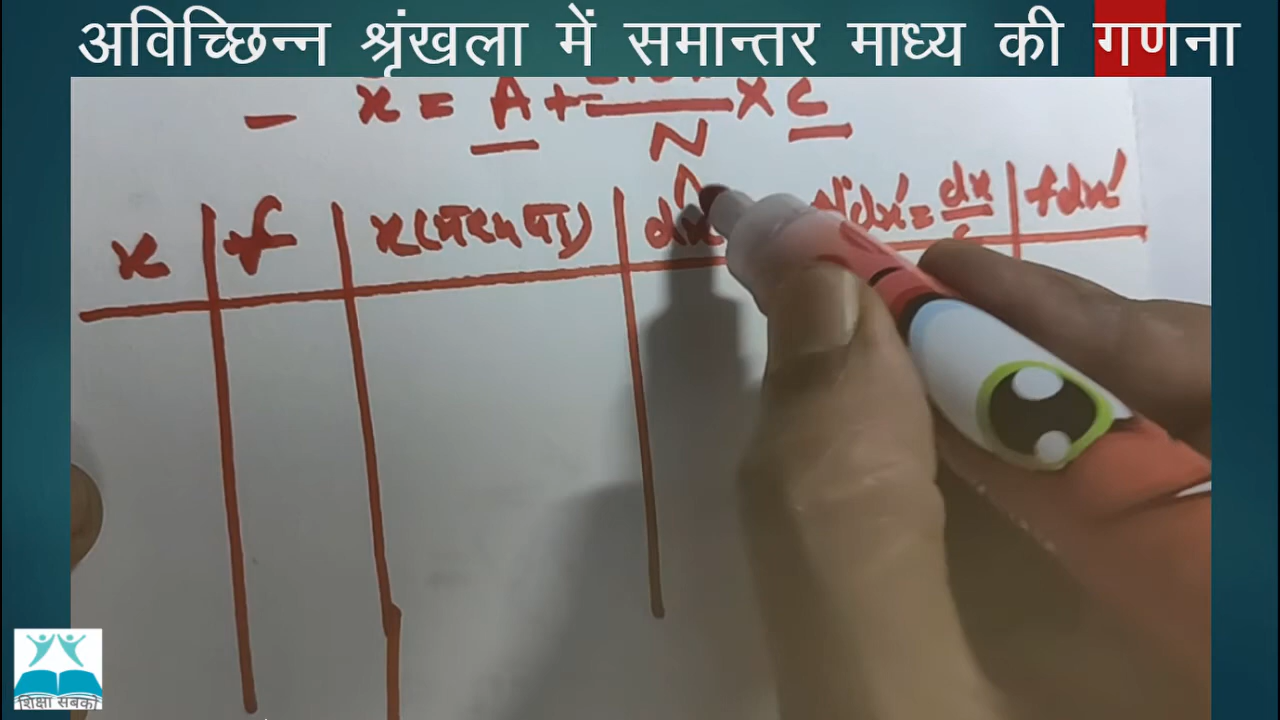 अविच्छिन्न श्रृंखला में समान्तर माध्य की गणना
x̄ = A + N × C
x f x(मध्य dx dx' = dx fdx'
शिक्षा सबको